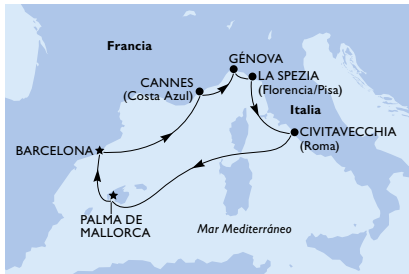 Francia
GÉNOVA
LA SPEZIA
(Florencia/Pisa)
CANNES
(Costa Azul)
Italia
CIVITAVECCHIA
(Roma)
BARCELONA
PALMA DE
MALLORCA
Mar Mediterráneo